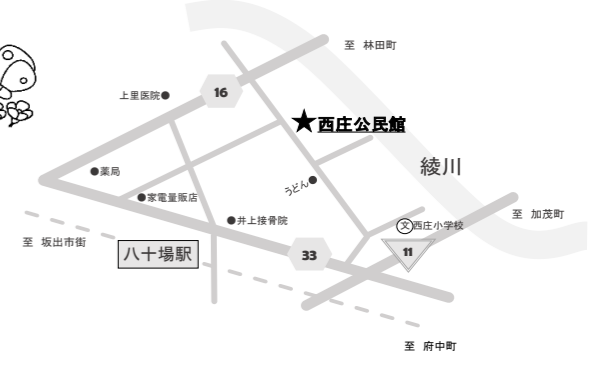 至 林田町
上里医院
16
西庄公民館
綾川
薬局
うどん
家電量販店
井上接骨院
至 加茂町
文西庄小学校
至 坂出市街
八十場駅
33
11
至 府中町